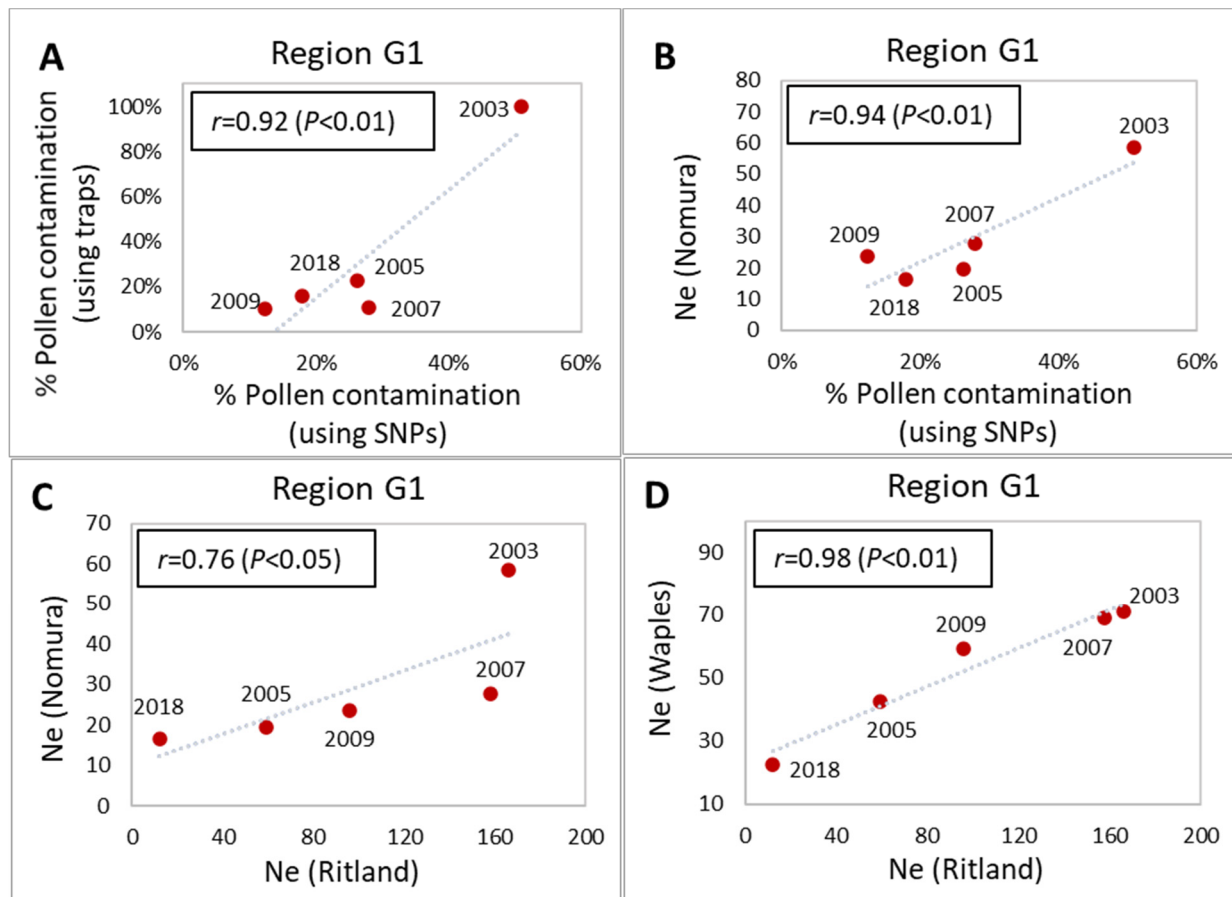 A
Region G1
% Pollen contamination
(using traps)
r=0.92 (P<0.01)
100%
80%
60%
40%
20%
0%
2003
2018
2005
2009
2007
0%
20%
40%
60%
% Pollen contamination
(using SNPs)
B
Region G1
Ne (Nomura)
r=0.94 (P<0.01)
80
70
60
50
40
30
20
10
0
2003
2007
2009
2018
2005
0%
20%
40%
60%
% Pollen contamination
(using SNPs)
C
Region G1
Ne (Nomura)
r=0.76 (P<0.05)
70
60
50
40
30
20
10
0
2003
2007
2018
2005
2009
0
40
80
120
160
200
Ne (Ritland)
D
Region G1
Ne (Waples)
r=0.98 (P<0.01)
90
70
50
30
10
2003
2009
2007
2005
2018
0
40
80
120
160
200
Ne (Ritland)